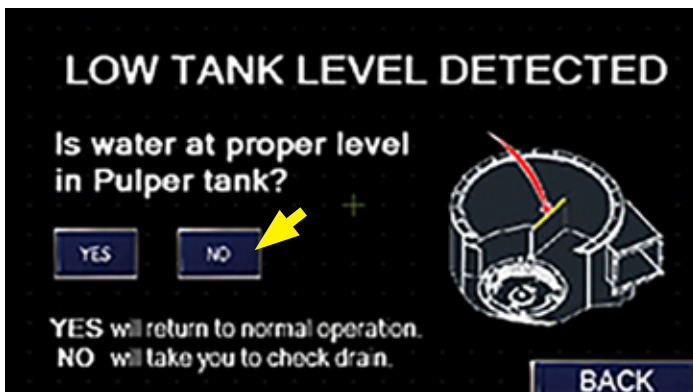 LOW TANK LEVEL DETECTED
Is water at proper level
in Pulper tank?
YES
NO
YES will return to normal operation.
NO will take you to check drain.
BACK